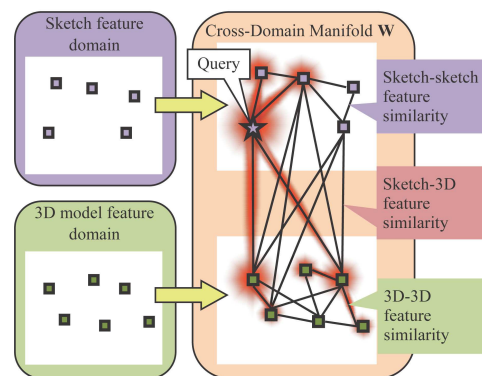 Sketch feature
domain
Cross-Domain Manifold W
Query
Sketch-sketch
feature
similarity
Sketch-3D
feature
similarity
3D model feature
domain
3D-3D
feature
similarity